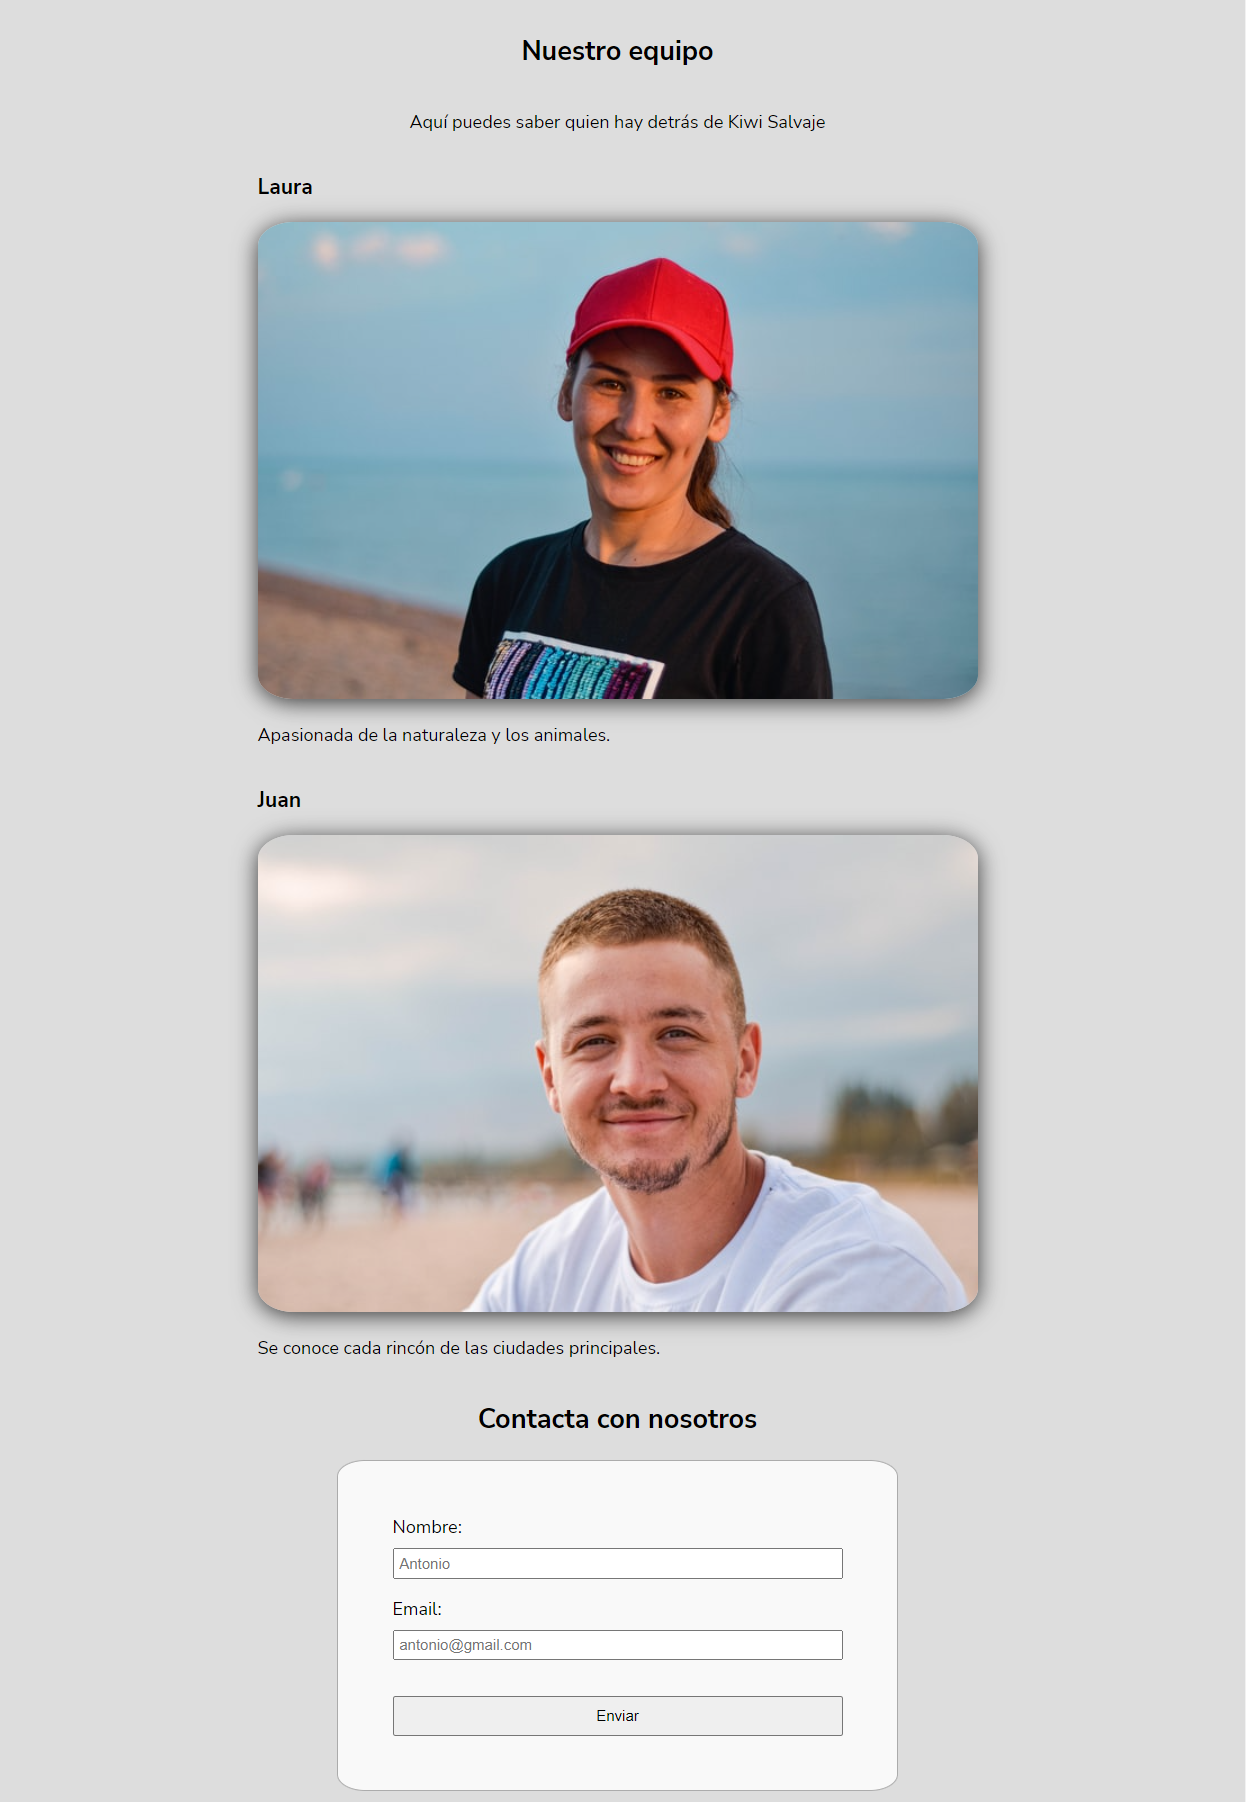 Nuestro equipo
Aquí puedes saber quien hay detrás de Kiwi Salvaje
Laura
Apasionada de la naturaleza y los animales.
Juan
Se conoce cada rincón de las ciudades principales.
Contacta con nosotros
Nombre:
Antonio
Email:
antonio@gmail.com
Enviar